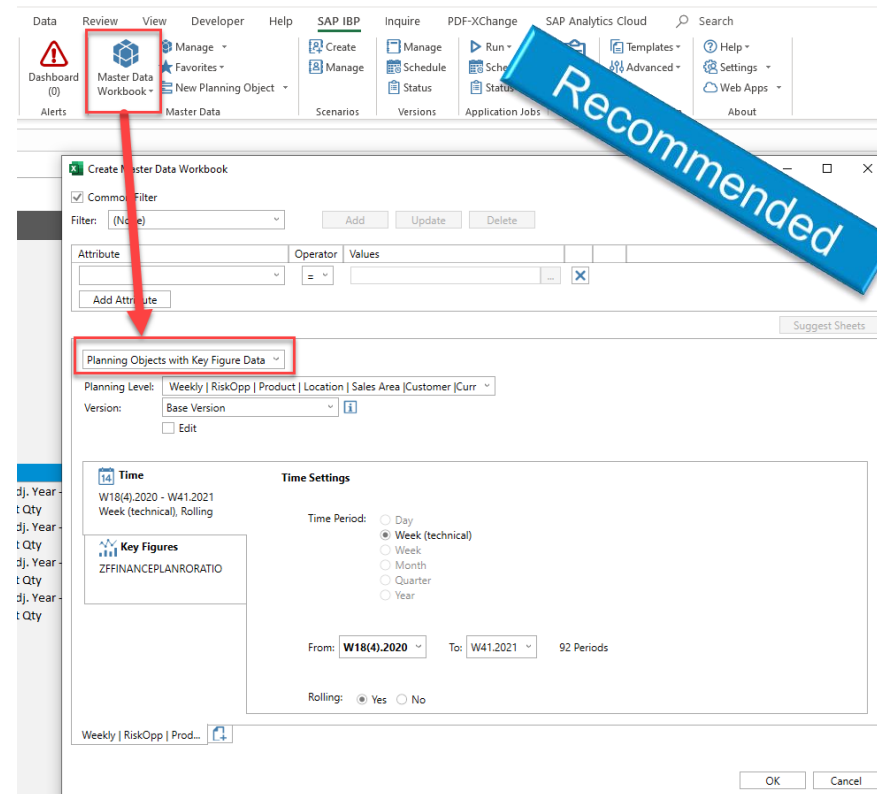 Data Review View Developer Help SAP IBP Inquire PDF-XChange SAP Analytics Cloud Search
Manage
Create
Manage
Run
Templates
Help
Dashboard
(0)
Master Data
Workbook
Favorites
Manage
Schedule
Advanced
Settings
New Planning Object
Status
Status
Web Apps
Alerts Master Data Scenarios Versions Application Jobs About
Recommended
Create Master Data Workbook
Common Filter
Filter: (None) Add Update Delete
Attribute Operator Values
= ...
Add Attribute
Suggest Sheets
Planning Objects with Key Figure Data
Planning Level: Weekly | RiskOpp | Product | Location | Sales Area |Customer |Curr
Version: Base Version
Edit
14 Time
W18(4).2020 - W41.2021
Week (technical), Rolling
Key Figures
ZFFINANCEPLANRORATIO
Time Settings
Time Period: Day
Week (technical)
Week
Month
Quarter
Year
From: W18(4).2020 To: W41.2021 92 Periods
Rolling: Yes No
dj. Year -
t Qty
dj. Year -
t Qty
dj. Year -
t Qty
dj. Year -
t Qty
Weekly | RiskOpp | Prod...
OK Cancel